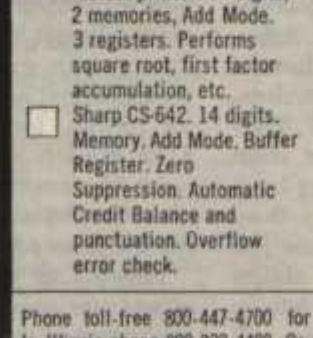 2 memories, Add Mode.
3 registers. Performs
square root, first factor
accumulation, etc.
Sharp CS-642. 14 digits.
Memory, Add Mode, Buffer
Register. Zero
Suppression. Automatic
Credit Balance and
punctuation. Overflow
error check.
Phone toll-free 800-447-4700 for